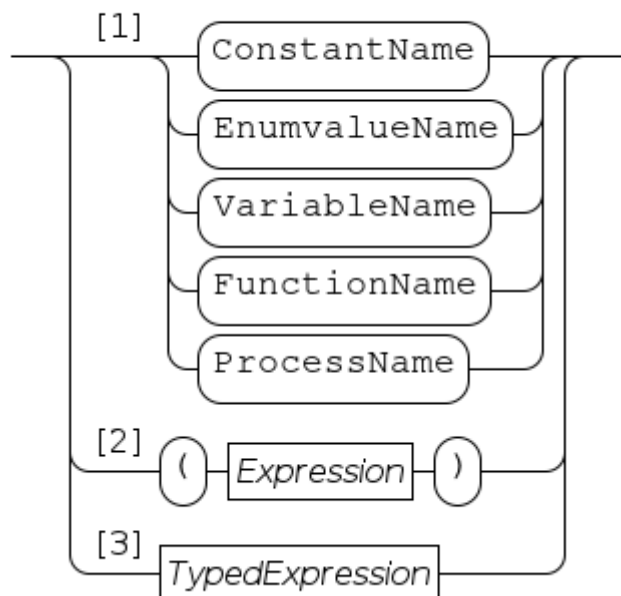 [1] ConstantName
EnumvalueName
VariableName
FunctionName
ProcessName
[2] ( Expression )
[3] TypedExpression